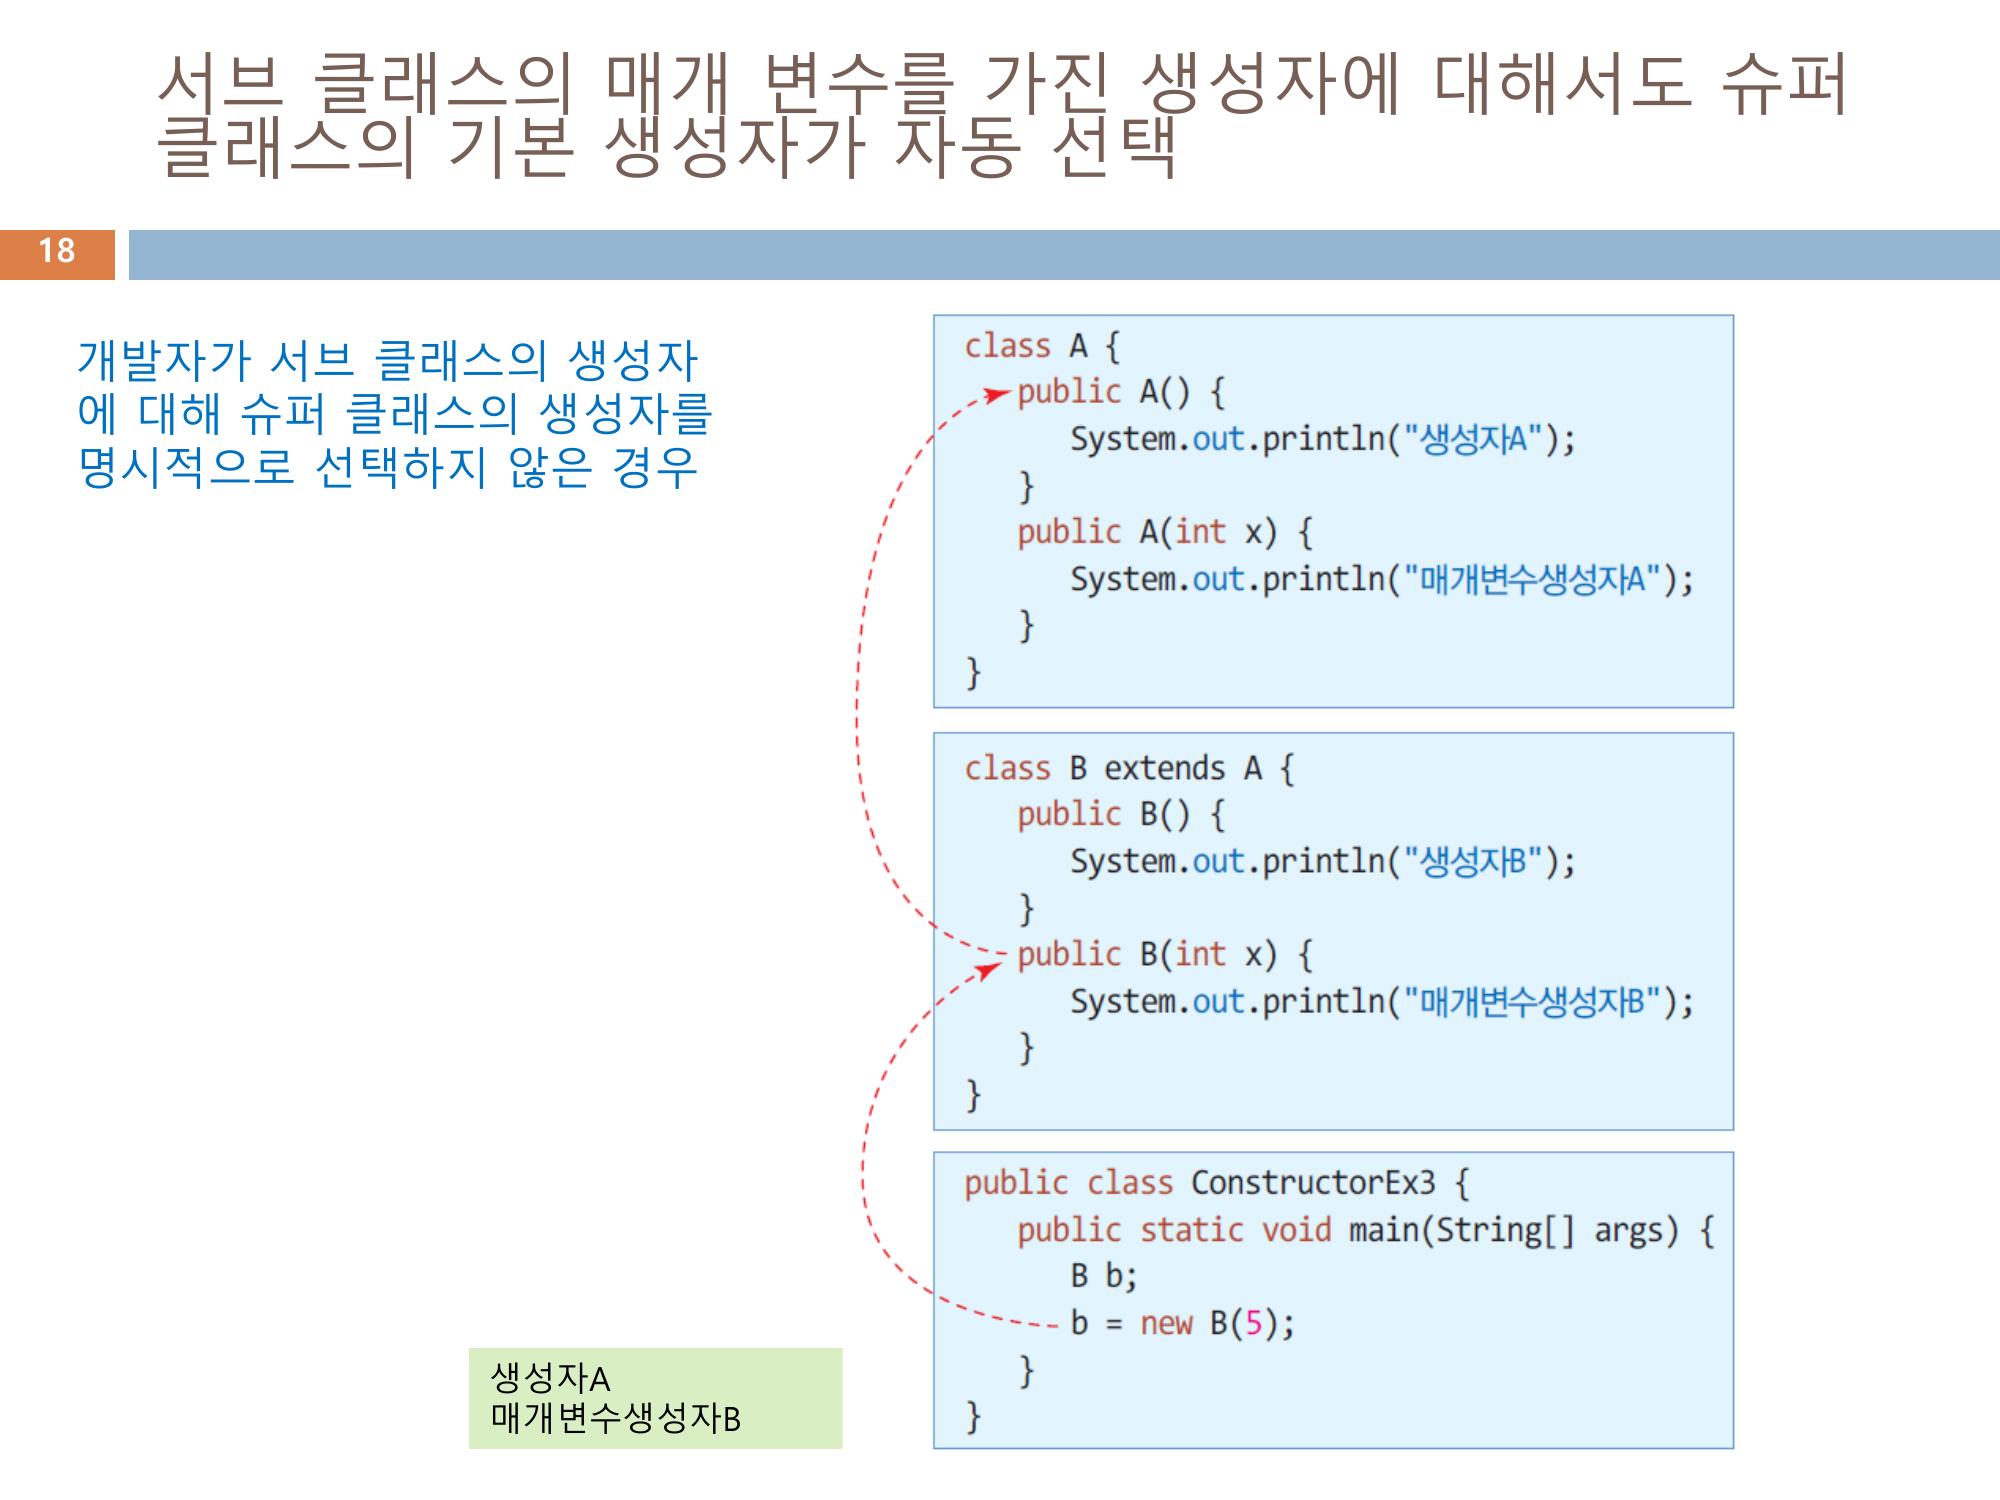 서브 클래스의 매개 변수를 가진 생성자에 대해서도 슈퍼
클래스의 기본 생성자가 자동 선택
18
개발자가 서브 클래스의 생성자
에 대해 슈퍼 클래스의 생성자를
명시적으로 선택하지 않은 경우
class A {
public A() {
System.out.println("생성자A");
}
public A(int x) {
System.out.println("매개변수생성자A");
}
}
class B extends A {
public B() {
System.out.println("생성자B");
}
public B(int x) {
System.out.println("매개변수생성자B");
}
}
public class ConstructorEx3 {
public static void main(String[] args) {
B b;
b = new B(5);
}
}
생성자A
매개변수생성자B